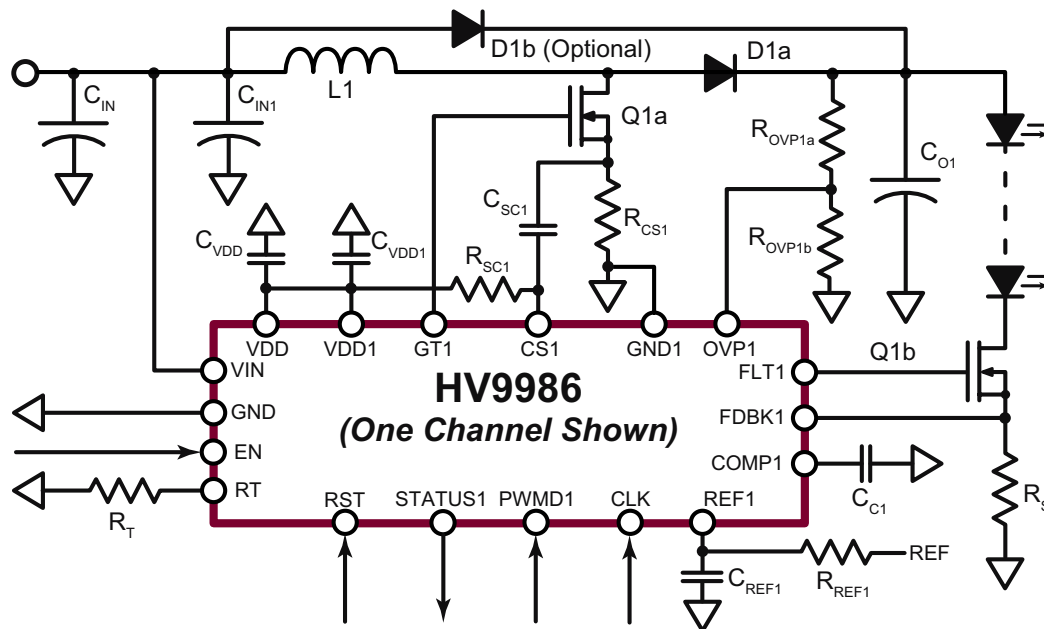 D1b (Optional)
D1a
L1
C_IN
C_IN1
Q1a
R_OVP1a
C_O1
C_SC1
R_CS1
C_VDD
C_VDD1
R_SC1
R_OVP1b
VDD
VDD1
GT1
CS1
GND1
OVP1
Q1b
VIN
FLT1
HV9986
(One Channel Shown)
GND
FDBK1
EN
COMP1
RT
C_C1
R_T
RST
STATUS1
PWMD1
CLK
REF1
REF
C_REF1
R_REF1